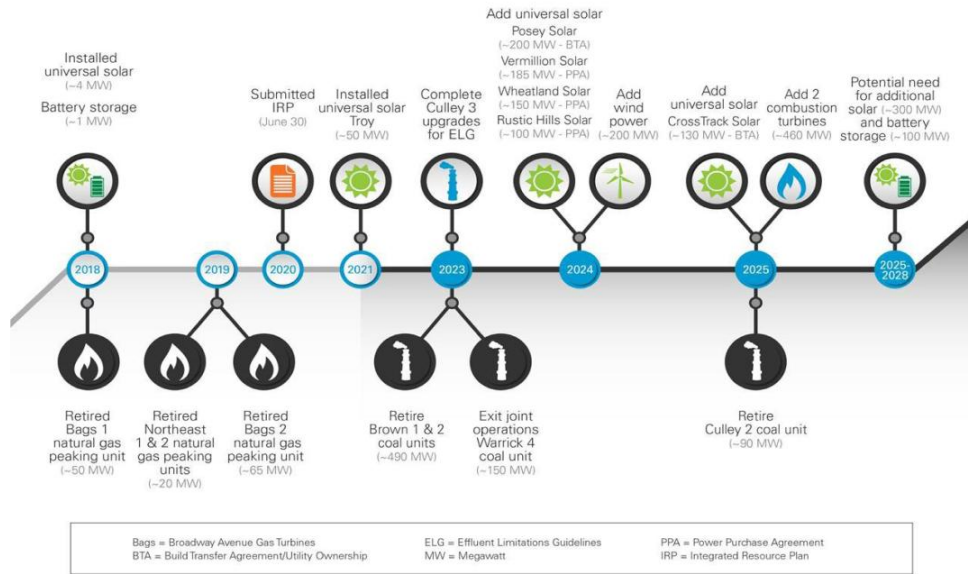 Installed
universal solar
(~4 MW)
Battery storage
(~1 MW)
Submitted
IRP
(June 30)
Installed
universal solar
Troy
(~50 MW)
Complete
Culley 3
upgrades
for ELG
Add universal solar
Posey Solar
(~200 MW - BTA)
Vermillion Solar
(~185 MW - PPA)
Wheatland Solar
(~150 MW - PPA)
Rustic Hills Solar
(~100 MW - PPA)
Add
wind
power
(~200 MW)
Add
universal solar
CrossTrack Solar
(~130 MW - BTA)
Add 2
combustion
turbines
(~460 MW)
Potential need
for additional
solar (~300 MW)
and battery
storage (~100 MW)
2018
2019
2020
2021
2023
2024
2025
2025-
2028
Retired
Bags 1
natural gas
peaking unit
(~50 MW)
Retired
Northeast
1 & 2 natural
gas peaking
units
(~20 MW)
Retired
Bags 2
natural gas
peaking unit
(~65 MW)
Retire
Brown 1 & 2
coal units
(~490 MW)
Exit joint
operations
Warrick 4
coal unit
(~150 MW)
Retire
Culley 2 coal unit
(~90 MW)
Bags = Broadway Avenue Gas Turbines
BTA = Build Transfer Agreement/Utility Ownership
ELG = Effluent Limitations Guidelines
MW = Megawatt
PPA = Power Purchase Agreement
IRP = Integrated Resource Plan